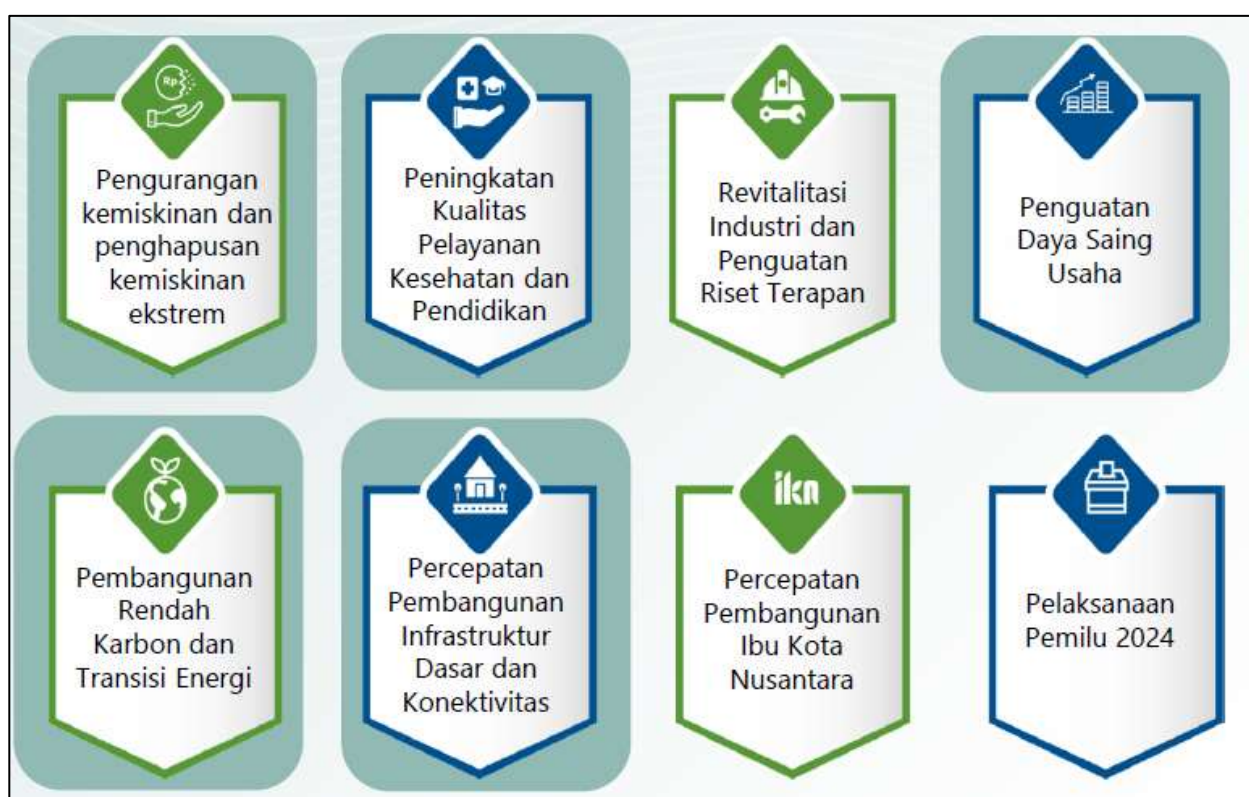 Rp
Pengurangan
kemiskinan dan
penghapusan
kemiskinan
ekstrem
Peningkatan
Kualitas
Pelayanan
Kesehatan dan
Pendidikan
Revitalitasi
Industri dan
Penguatan
Riset Terapan
Penguatan
Daya Saing
Usaha
Pembangunan
Rendah
Karbon dan
Transisi Energi
Percepatan
Pembangunan
Infrastruktur
Dasar dan
Konektivitas
ikn
Percepatan
Pembangunan
Ibu Kota
Nusantara
Pelaksanaan
Pemilu 2024